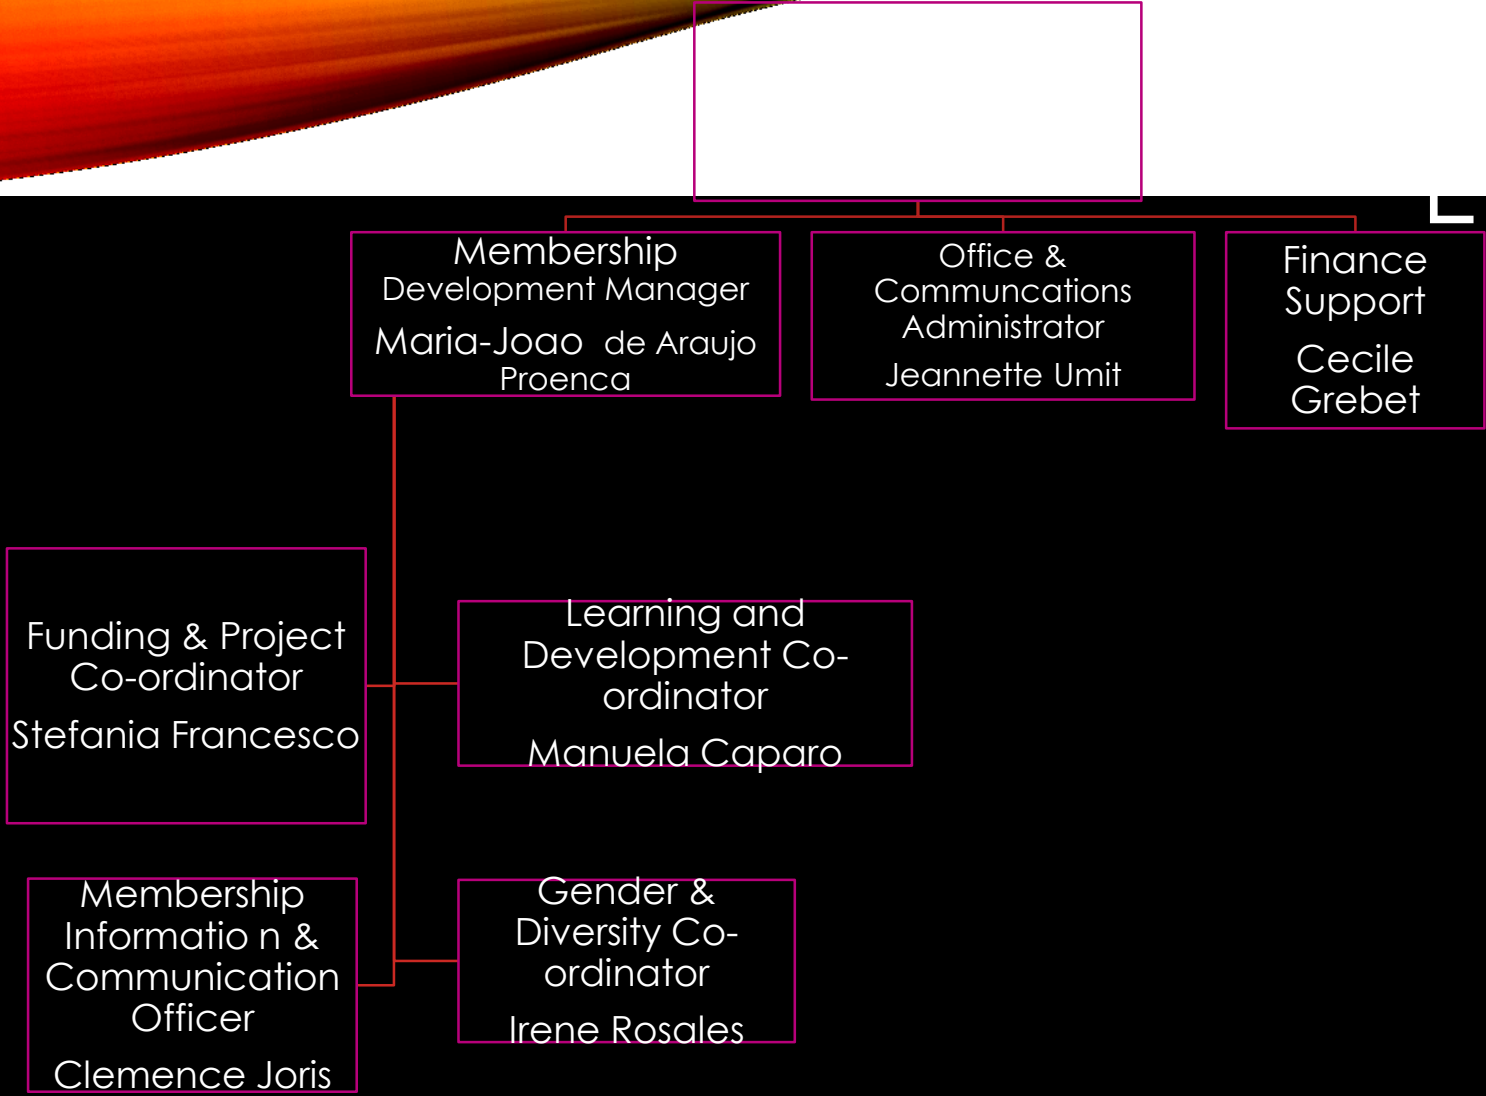 Membership
Development Manager
Maria-Joao de Araujo
Proenca
Office &
Communcations
Administrator
Jeannette Umit
Finance
Support
Cecile
Grebet
Funding & Project
Co-ordinator
Stefania Francesco
Learning and
Development Co-
ordinator
Manuela Caparo
Membership
Informatio n &
Communication
Officer
Clemence Joris
Gender &
Diversity Co-
ordinator
Irene Rosales